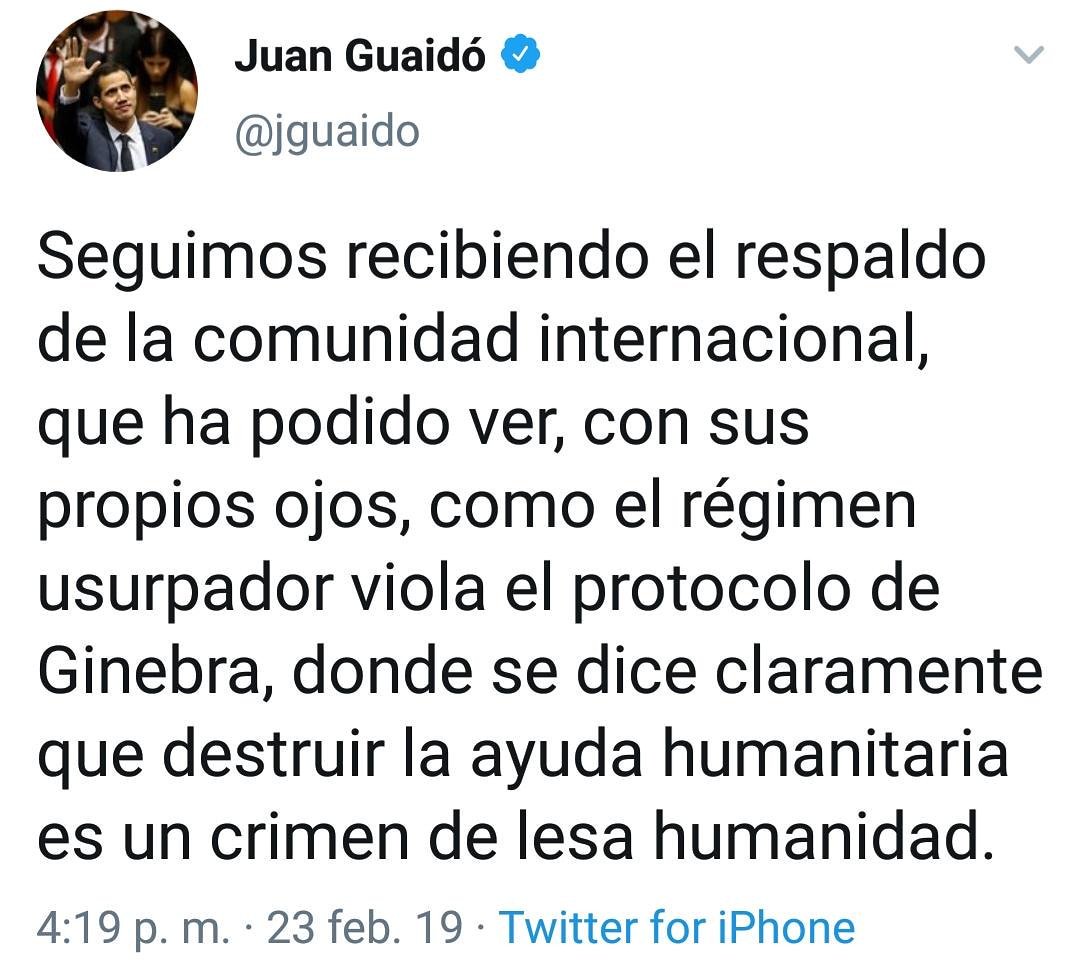 Juan Guaidó
@jguaido
Seguimos recibiendo el respaldo
de la comunidad internacional,
que ha podido ver, con sus
propios ojos, como el régimen
usurpador viola el protocolo de
Ginebra, donde se dice claramente
que destruir la ayuda humanitaria
es un crimen de lesa humanidad.
4:19 p. m. · 23 feb. 19 · Twitter for iPhone